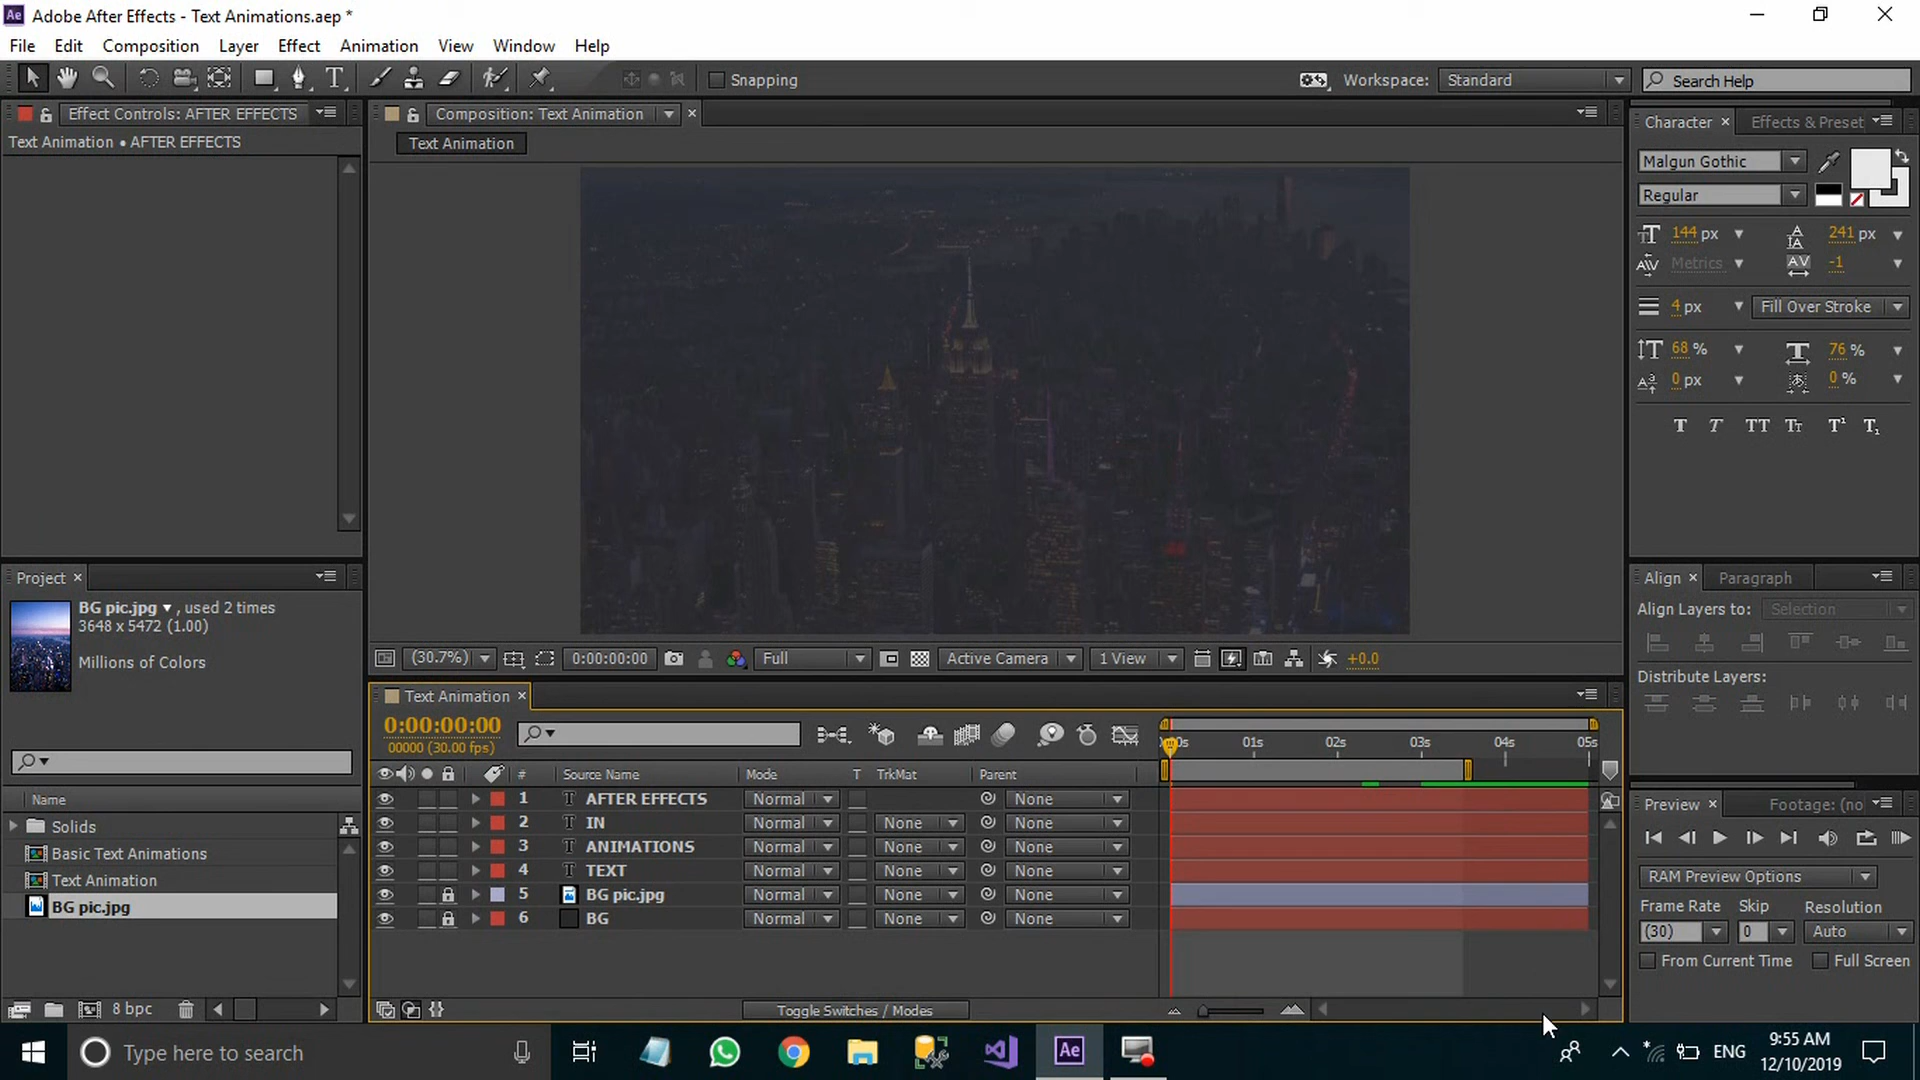 Ae Adobe After Effects - Text Animations.aep *
File Edit Composition Layer Effect Animation View Window Help
Snapping
Workspace: Standard
Search Help
Effect Controls: AFTER EFFECTS
Text Animation • AFTER EFFECTS
Composition: Text Animation
Text Animation
Character Effects & Preset
Malgun Gothic
Regular
144 px 241 px
Metrics -1
4 px Fill Over Stroke
68 % 76 %
0 px 0 %
T T TT Tt T¹ T₁
Align Paragraph
Align Layers to: Selection
Distribute Layers:
Project
BG pic.jpg , used 2 times
3648 x 5472 (1.00)
Millions of Colors
Name
Solids
Basic Text Animations
Text Animation
BG pic.jpg
8 bpc
(30.7%) 0:00:00:00 Full Active Camera 1 View +0.0
Text Animation
0:00:00:00
00000 (30.00 fps)
# Source Name Mode T TrkMat Parent
1 T AFTER EFFECTS Normal None
2 T IN Normal None None
3 T ANIMATIONS Normal None None
4 T TEXT Normal None None
5 BG pic.jpg Normal None None
6 BG Normal None None
Toggle Switches / Modes
01s 02s 03s 04s 05s
Preview Footage: (no
RAM Preview Options
Frame Rate Skip Resolution
(30) 0 Auto
From Current Time Full Screen
Type here to search
Ae
ENG
9:55 AM
12/10/2019